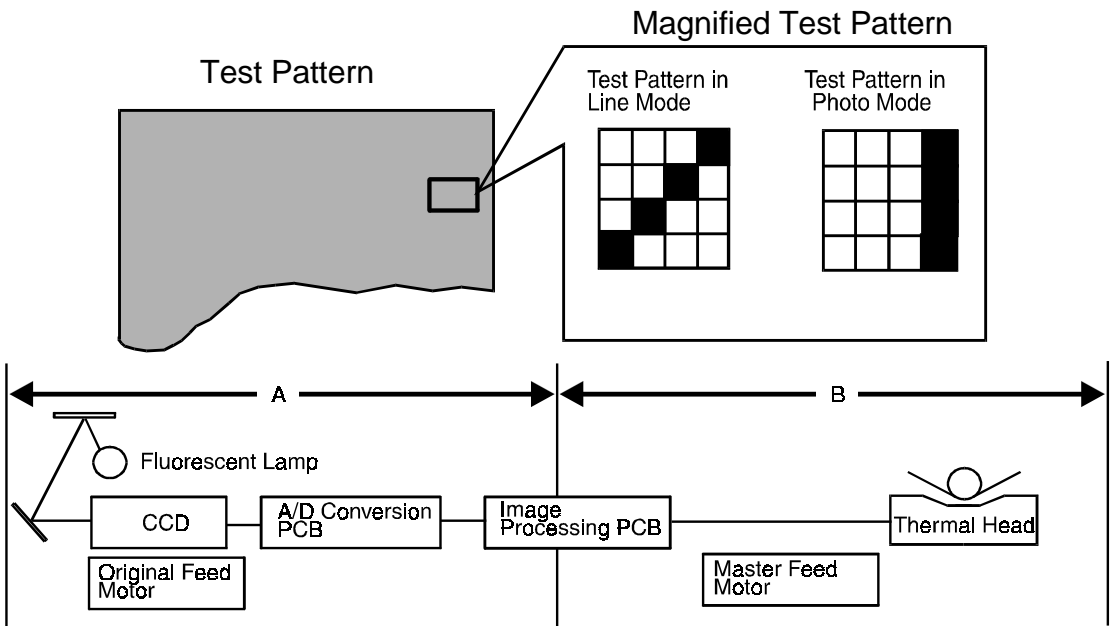 Magnified Test Pattern
Test Pattern
Test Pattern in
Line Mode
Test Pattern in
Photo Mode
A
B
Fluorescent Lamp
CCD
A/D Conversion
PCB
Image
Processing PCB
Thermal Head
Original Feed
Motor
Master Feed
Motor